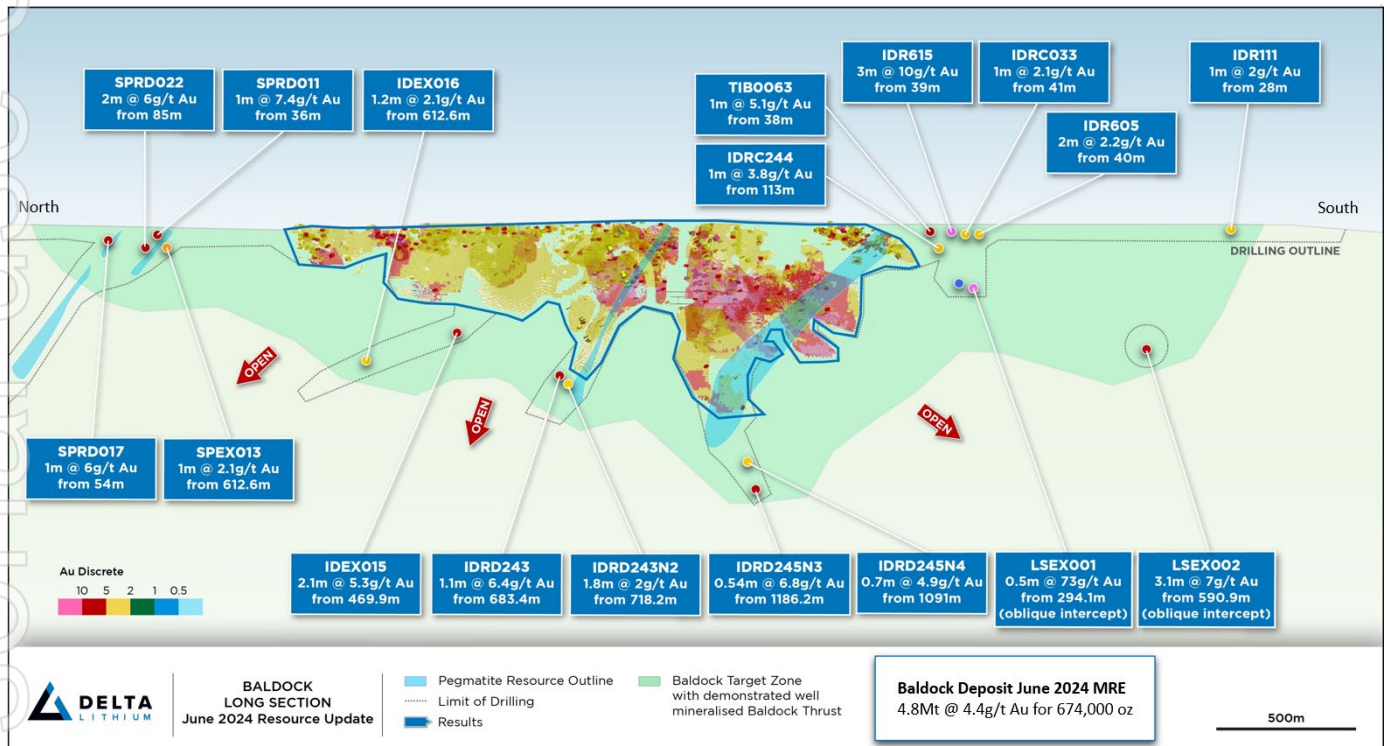 IDR615
3m @ 10g/t Au
from 39m
IDRC033
1m @ 2.1g/t Au
from 41m
IDR111
1m @ 2g/t Au
from 28m
SPRD022
2m @ 6g/t Au
from 85m
SPRD011
1m @ 7.4g/t Au
from 36m
IDEX016
1.2m @ 2.1g/t Au
from 612.6m
TIB0063
1m @ 5.1g/t Au
from 38m
IDR605
2m @ 2.2g/t Au
from 40m
IDRC244
1m @ 3.8g/t Au
from 113m
North
South
DRILLING OUTLINE
OPEN
OPEN
OPEN
SPRD017
1m @ 6g/t Au
from 54m
SPEX013
1m @ 2.1g/t Au
from 612.6m
IDEX015
2.1m @ 5.3g/t Au
from 469.9m
IDRD243
1.1m @ 6.4g/t Au
from 683.4m
IDRD243N2
1.8m @ 2g/t Au
from 718.2m
IDRD245N3
0.54m @ 6.8g/t Au
from 1186.2m
IDRD245N4
0.7m @ 4.9g/t Au
from 1091m
LSEX001
0.5m @ 73g/t Au
from 294.1m
(oblique intercept)
LSEX002
3.1m @ 7g/t Au
from 590.9m
(oblique intercept)
Au Discrete
10 5 2 1 0.5
DELTA
LITHIUM
BALDOCK
LONG SECTION
June 2024 Resource Update
Pegmatite Resource Outline
Limit of Drilling
Results
Baldock Target Zone
with demonstrated well
mineralised Baldock Thrust
Baldock Deposit June 2024 MRE
4.8Mt @ 4.4g/t Au for 674,000 oz
500m